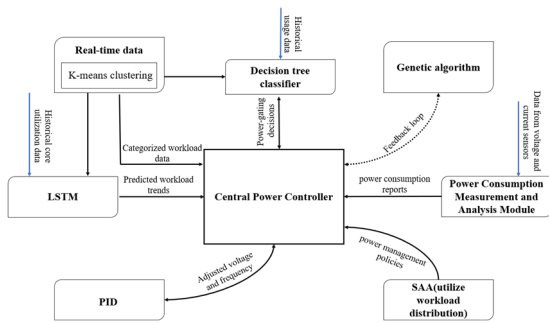 Real-time data
K-means clustering
Historical
usage data
Decision tree
classifier
Genetic algorithm
Historical core
utilization data
Power-gating
decisions
Feedback loop
Data from voltage and
current sensors
Categorized workload
data
LSTM
Predicted workload
trends
Central Power Controller
power consumption
reports
Power Consumption
Measurement and
Analysis Module
Adjusted voltage
and frequency
power management
policies
PID
SAA(utilize
workload
distribution)